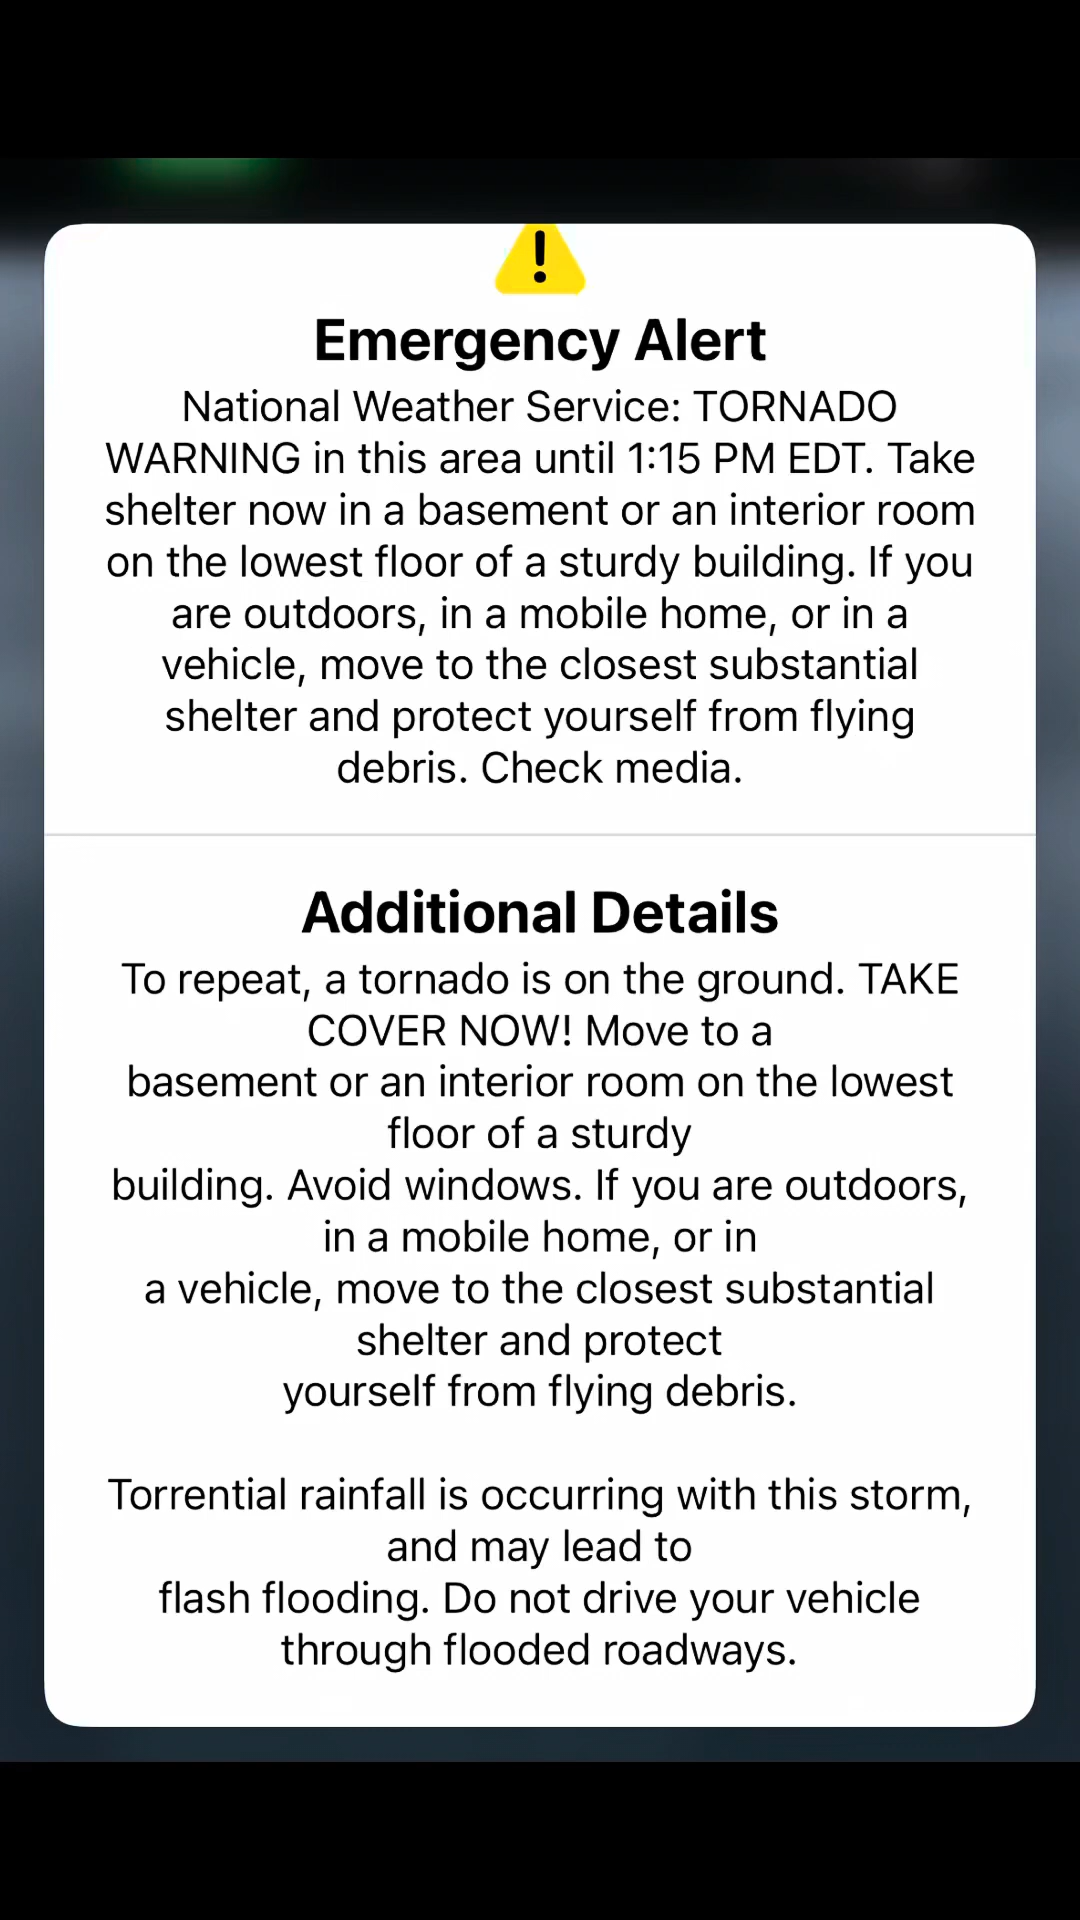 Emergency Alert
National Weather Service: TORNADO
WARNING in this area until 1:15 PM EDT. Take
shelter now in a basement or an interior room
on the lowest floor of a sturdy building. If you
are outdoors, in a mobile home, or in a
vehicle, move to the closest substantial
shelter and protect yourself from flying
debris. Check media.
Additional Details
To repeat, a tornado is on the ground. TAKE
COVER NOW! Move to a
basement or an interior room on the lowest
floor of a sturdy
building. Avoid windows. If you are outdoors,
in a mobile home, or in
a vehicle, move to the closest substantial
shelter and protect
yourself from flying debris.
Torrential rainfall is occurring with this storm,
and may lead to
flash flooding. Do not drive your vehicle
through flooded roadways.